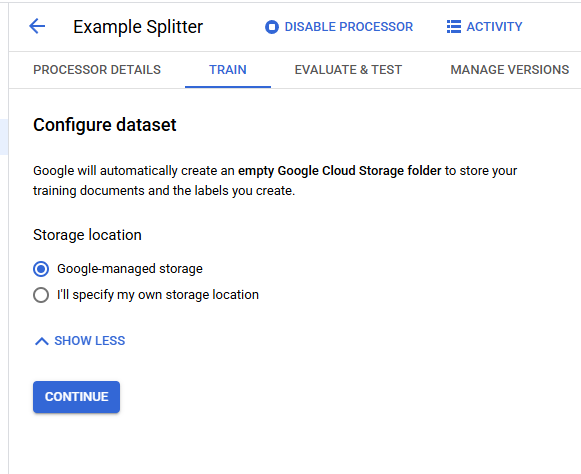 Example Splitter
DISABLE PROCESSOR
ACTIVITY
PROCESSOR DETAILS
TRAIN
EVALUATE & TEST
MANAGE VERSIONS
Configure dataset
Google will automatically create an empty Google Cloud Storage folder to store your
training documents and the labels you create.
Storage location
Google-managed storage
I'll specify my own storage location
SHOW LESS
CONTINUE